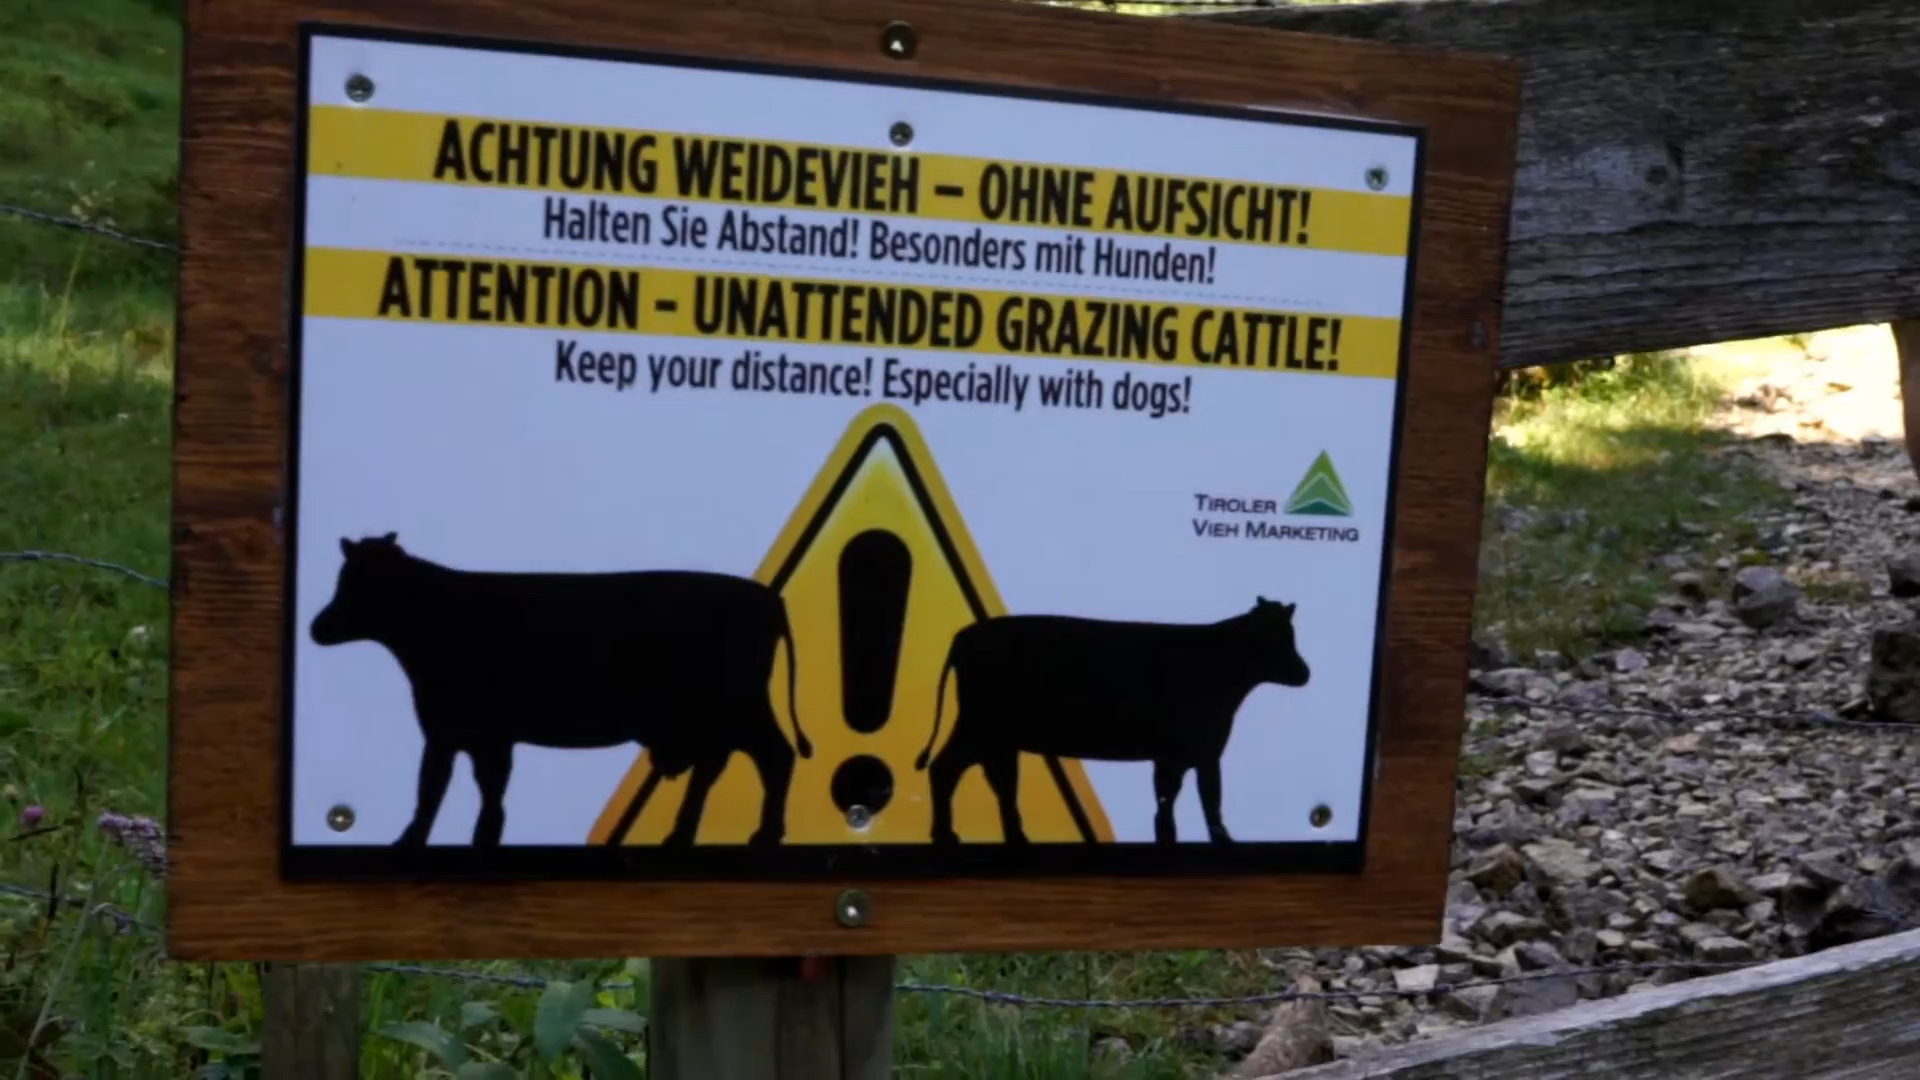 ACHTUNG WEIDEVIEH – OHNE AUFSICHT!
Halten Sie Abstand! Besonders mit Hunden!
ATTENTION - UNATTENDED GRAZING CATTLE!
Keep your distance! Especially with dogs!
TIROLER
VIEH MARKETING